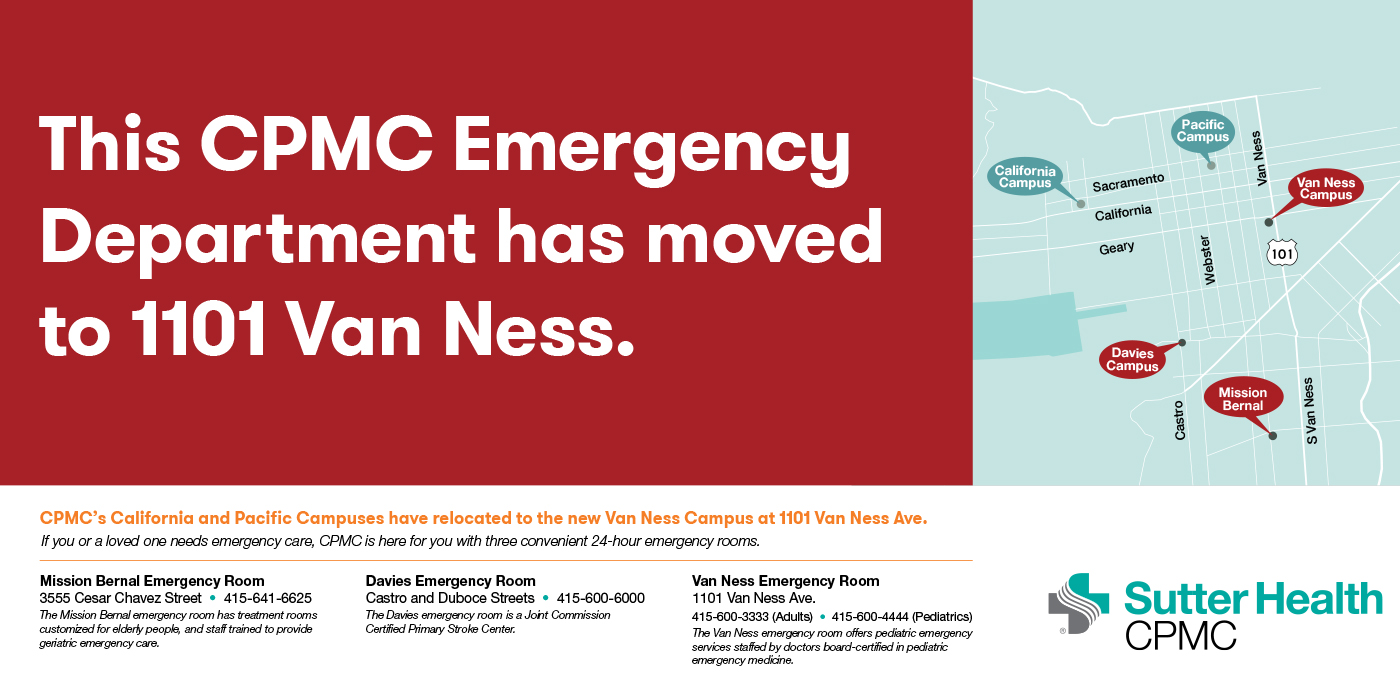 This CPMC Emergency
Department has moved
to 1101 Van Ness.
Pacific
Campus
Van Ness
California
Campus
Sacramento
Van Ness
Campus
California
Geary
Webster
101
Davies
Campus
Mission
Bernal
Castro
S Van Ness
CPMC’s California and Pacific Campuses have relocated to the new Van Ness Campus at 1101 Van Ness Ave.
If you or a loved one needs emergency care, CPMC is here for you with three convenient 24-hour emergency rooms.
Mission Bernal Emergency Room
3555 Cesar Chavez Street • 415-641-6625
The Mission Bernal emergency room has treatment rooms
customized for elderly people, and staff trained to provide
geriatric emergency care.
Davies Emergency Room
Castro and Duboce Streets • 415-600-6000
The Davies emergency room is a Joint Commission
Certified Primary Stroke Center.
Van Ness Emergency Room
1101 Van Ness Ave.
415-600-3333 (Adults) • 415-600-4444 (Pediatrics)
The Van Ness emergency room offers pediatric emergency
services staffed by doctors board-certified in pediatric
emergency medicine.
®
Sutter Health
CPMC